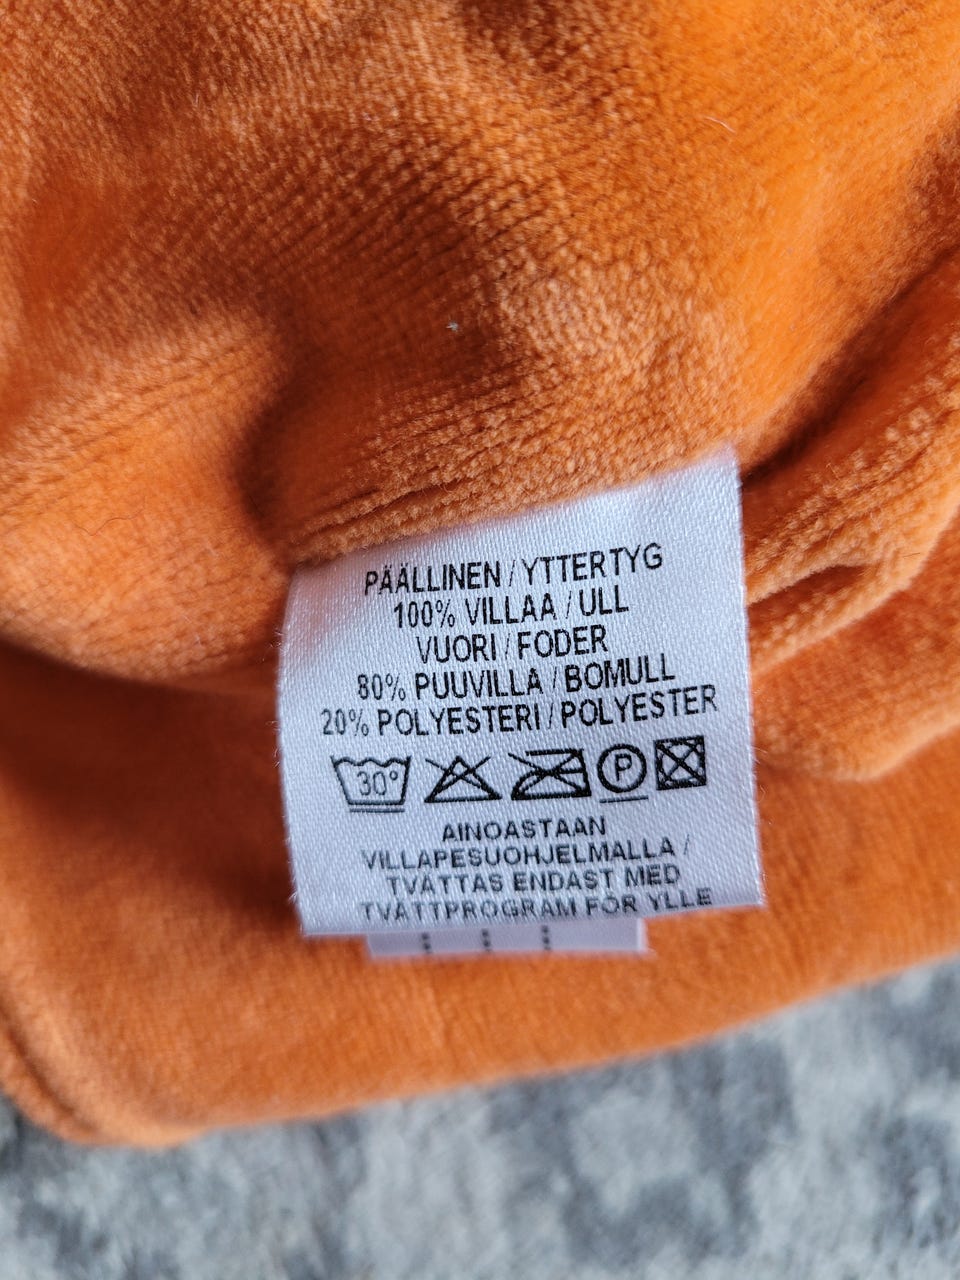 PÄÄLLINEN / YTTERTYG
100% VILLAA / ULL
VUORI / FODER
80% PUUVILLA / BOMULL
20% POLYESTERI / POLYESTER
30° P
AINOASTAAN
VILLAPESUOHJELMALLA /
TVÄTTAS ENDAST MED
TVÄTTPROGRAM FÖR YLLE